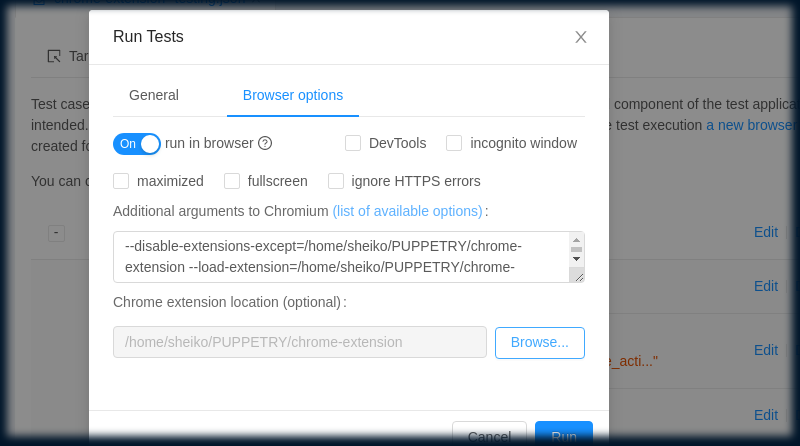 Run Tests
Tar
General
Browser options
Test case
component of the test applica
intended.
e test execution a new browser
created fo
On run in browser
DevTools
incognito window
You can c
maximized
fullscreen
ignore HTTPS errors
Additional arguments to Chromium (list of available options) :
-
Edit
--disable-extensions-except=/home/sheiko/PUPPETRY/chrome-
extension --load-extension=/home/sheiko/PUPPETRY/chrome-
Edit
Chrome extension location (optional) :
/home/sheiko/PUPPETRY/chrome-extension
Browse...
Edit
e_acti..."
Edit
Cancel
Run